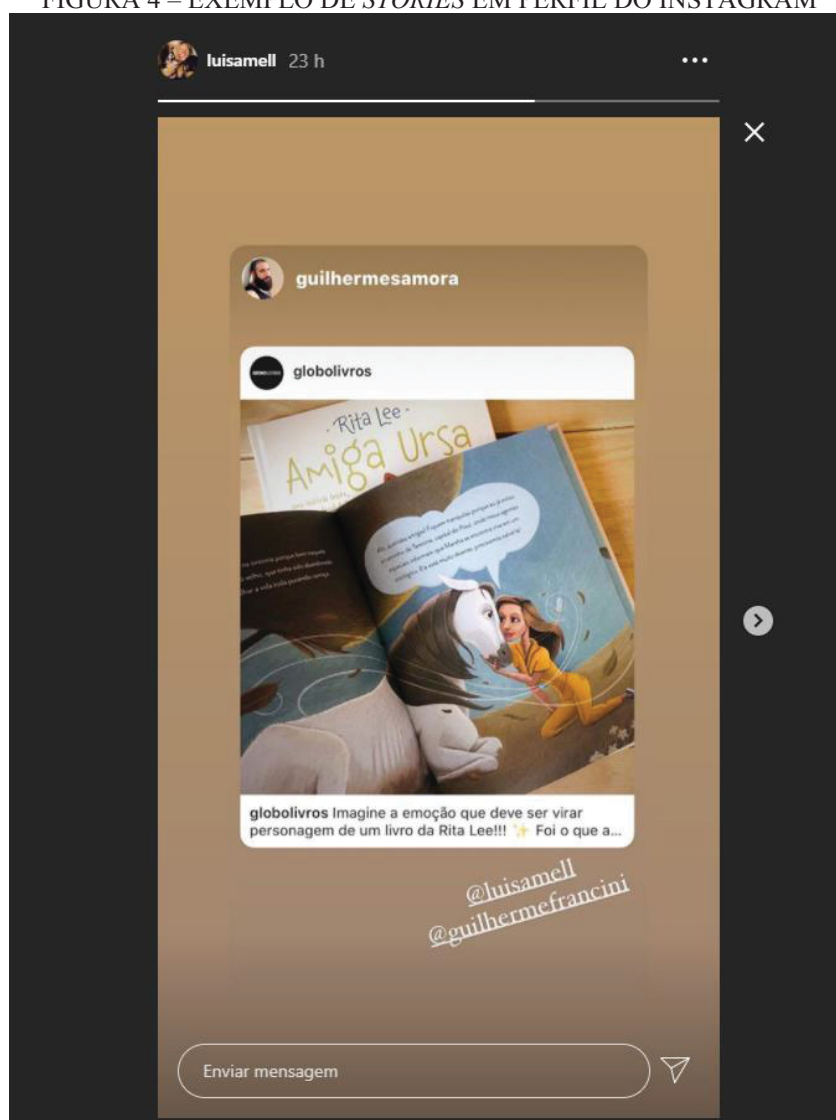 FIGURA 4 – EXEMPLO DE STORIES EM PERFIL DO INSTAGRAM
luisamell 23 h
guilhermesamora
globolivros
· Rita Lee ·
Amiga Ursa
globolivros Imagine a emoção que deve ser virar
personagem de um livro da Rita Lee!!! ✨ Foi o que a...
@luisamell
@guilhermefrancini
Enviar mensagem